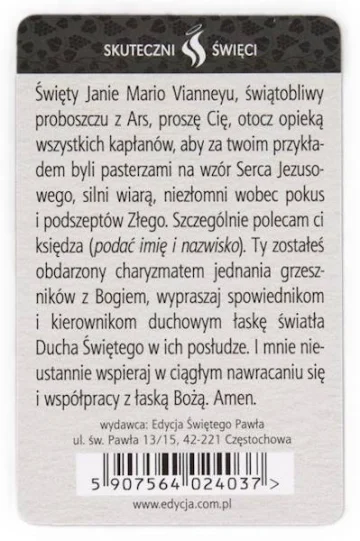 SKUTECZNI ŚWIĘCI
Święty Janie Mario Vianneyu, świątobliwy
proboszczu z Ars, proszę Cię, otocz opieką
wszystkich kapłanów, aby za twoim przykła-
dem byli pasterzami na wzór Serca Jezuso-
wego, silni wiarą, niezłomni wobec pokus
i podszeptów Złego. Szczególnie polecam ci
księdza (podać imię i nazwisko). Ty zostałeś
obdarzony charyzmatem jednania grzesz-
ników z Bogiem, wypraszaj spowiednikom
i kierownikom duchowym łaskę światła
Ducha Świętego w ich posłudze. I mnie nie-
ustannie wspieraj w ciągłym nawracaniu się
i współpracy z łaską Bożą. Amen.
wydawca: Edycja Świętego Pawła
ul. św. Pawła 13/15, 42-221 Częstochowa
5 907564 024037 >
www.edycja.com.pl